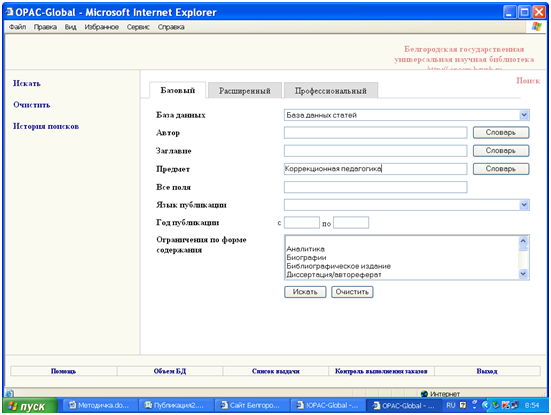 OPAC-Global - Microsoft Internet Explorer
Файл Правка Вид Избранное Сервис Справка
Белгородская государственная
универсальная научная библиотека
Поиск
Искать
Очистить
История поисков
Базовый Расширенный Профессиональный
База данных База данных статей
Автор Словарь
Заглавие Словарь
Предмет Коррекционная педагогика Словарь
Все поля
Язык публикации
Год публикации с по
Ограничения по форме
содержания
Аналитика
Биографии
Библиографическое издание
Диссертация/автореферат
Искать Очистить
Помощь Объем БД Список выдачи Контроль выполнения заказов Выход
Интернет
пуск Методичка.do... Публикация2.... Сайт Белгоро... !OPAC-Global -... OPAC-Global - ... RU 8:54